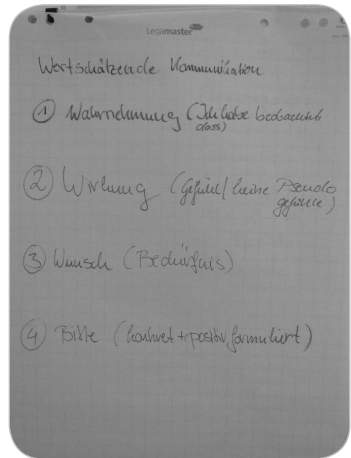 Legamaster
Wertschätzende Kommunikation
① Wahrnehmung (Ich habe beobachtet
dass)
② Wirkung (Gefühl / keine Pseudo
gefühle)
③ Wunsch (Bedürfnis)
④ Bitte (konkret + positiv formuliert)